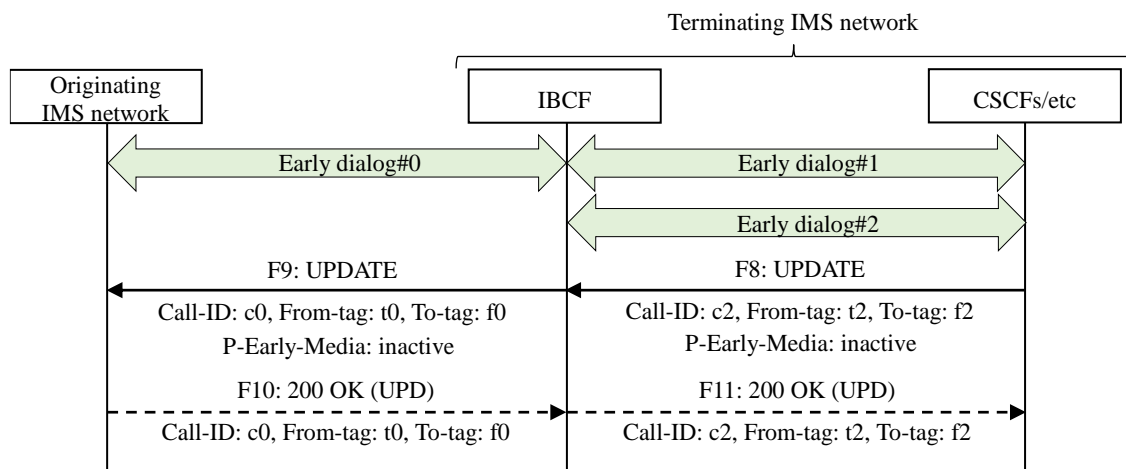 Terminating IMS network
Originating
IMS network
IBCF
CSCFs/etc
Early dialog#0
Early dialog#1
Early dialog#2
F9: UPDATE
F8: UPDATE
Call-ID: c0, From-tag: t0, To-tag: f0
Call-ID: c2, From-tag: t2, To-tag: f2
P-Early-Media: inactive
P-Early-Media: inactive
F10: 200 OK (UPD)
F11: 200 OK (UPD)
Call-ID: c0, From-tag: t0, To-tag: f0
Call-ID: c2, From-tag: t2, To-tag: f2